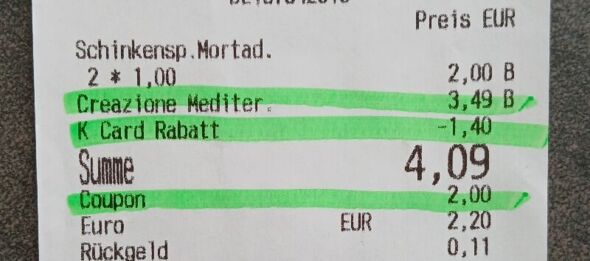 Preis EUR
Schinkensp.Mortad.
2 * 1,00 2,00 B
Creazione Mediter. 3,49 B
K Card Rabatt -1,40
Summe 4,09
Coupon 2,00
Euro EUR 2,20
Rückgeld 0,11